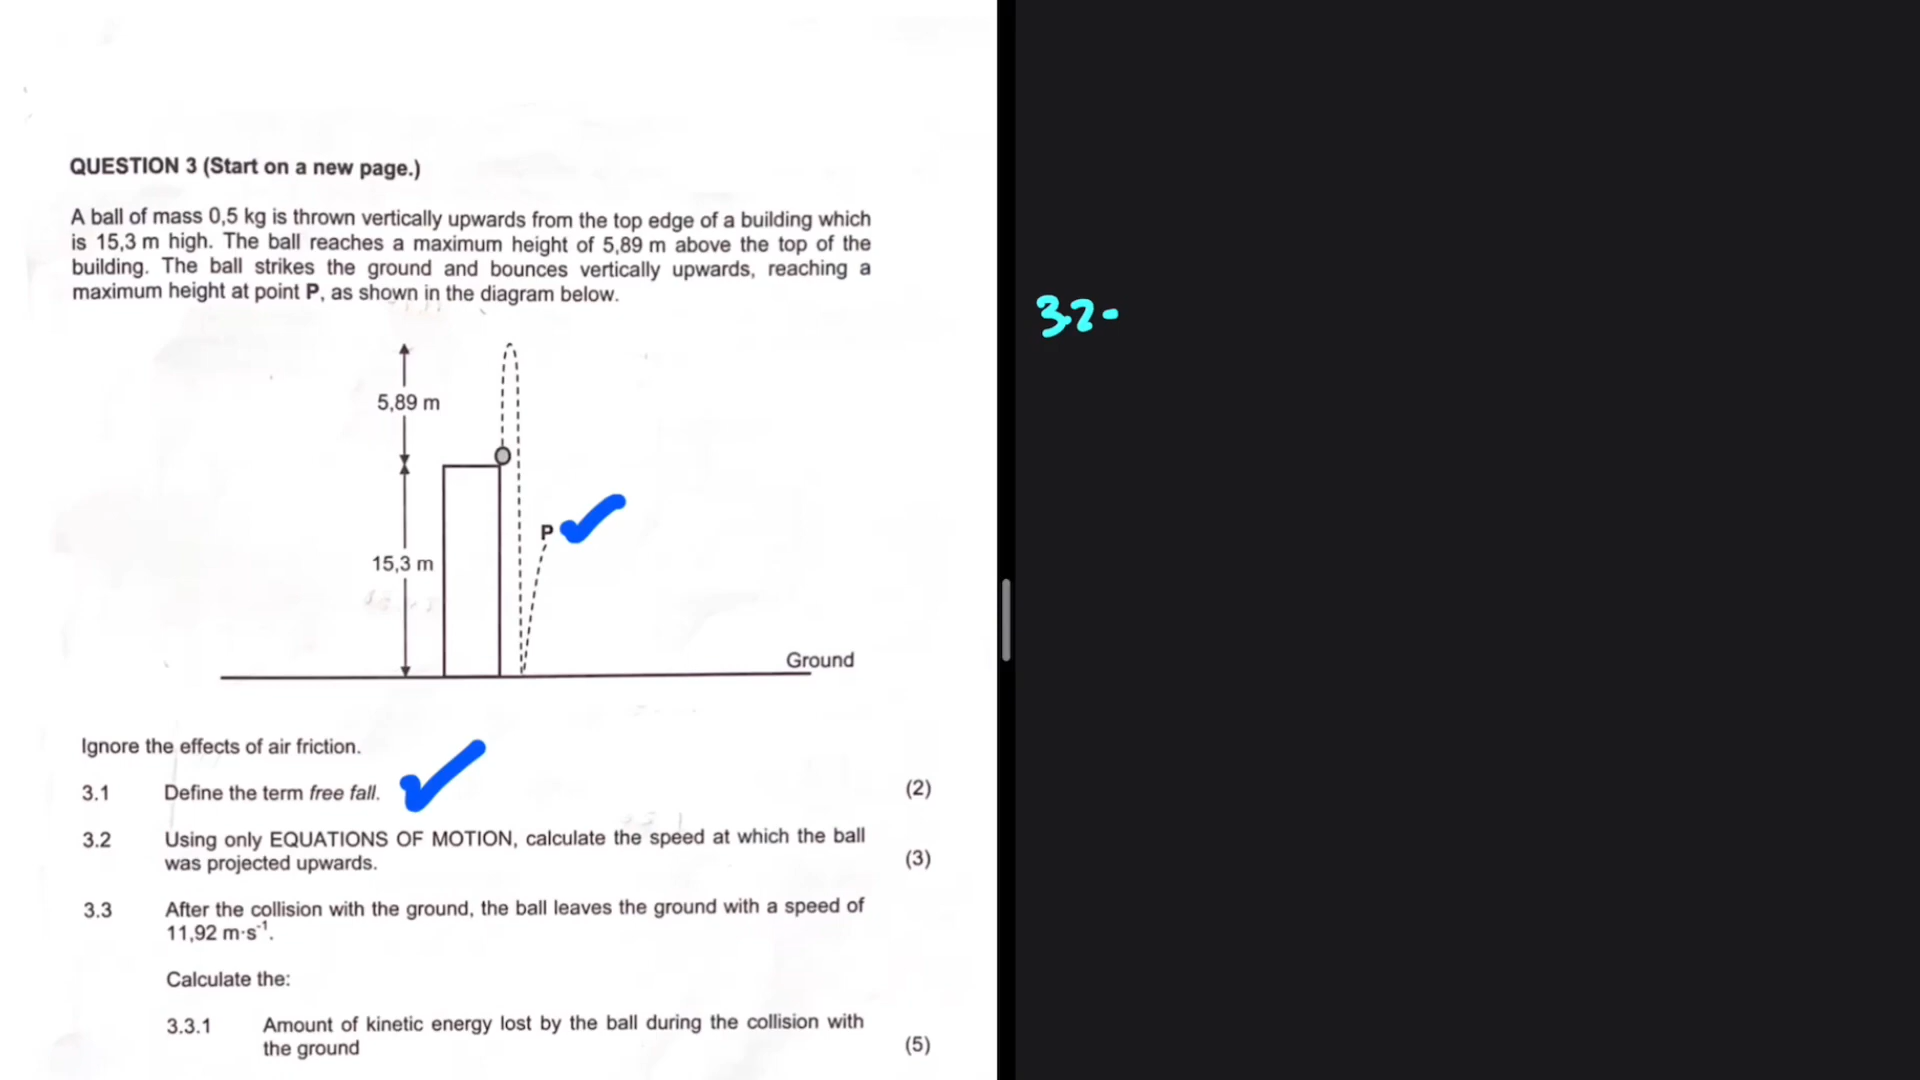 QUESTION 3 (Start on a new page.)
A ball of mass 0,5 kg is thrown vertically upwards from the top edge of a building which
is 15,3 m high. The ball reaches a maximum height of 5,89 m above the top of the
building. The ball strikes the ground and bounces vertically upwards, reaching a
maximum height at point P, as shown in the diagram below.
3.2-
5,89 m
P
15,3 m
Ground
Ignore the effects of air friction.
3.1 Define the term free fall. (2)
3.2 Using only EQUATIONS OF MOTION, calculate the speed at which the ball
was projected upwards. (3)
3.3 After the collision with the ground, the ball leaves the ground with a speed of
11,92 m·s⁻¹.
Calculate the:
3.3.1 Amount of kinetic energy lost by the ball during the collision with
the ground (5)